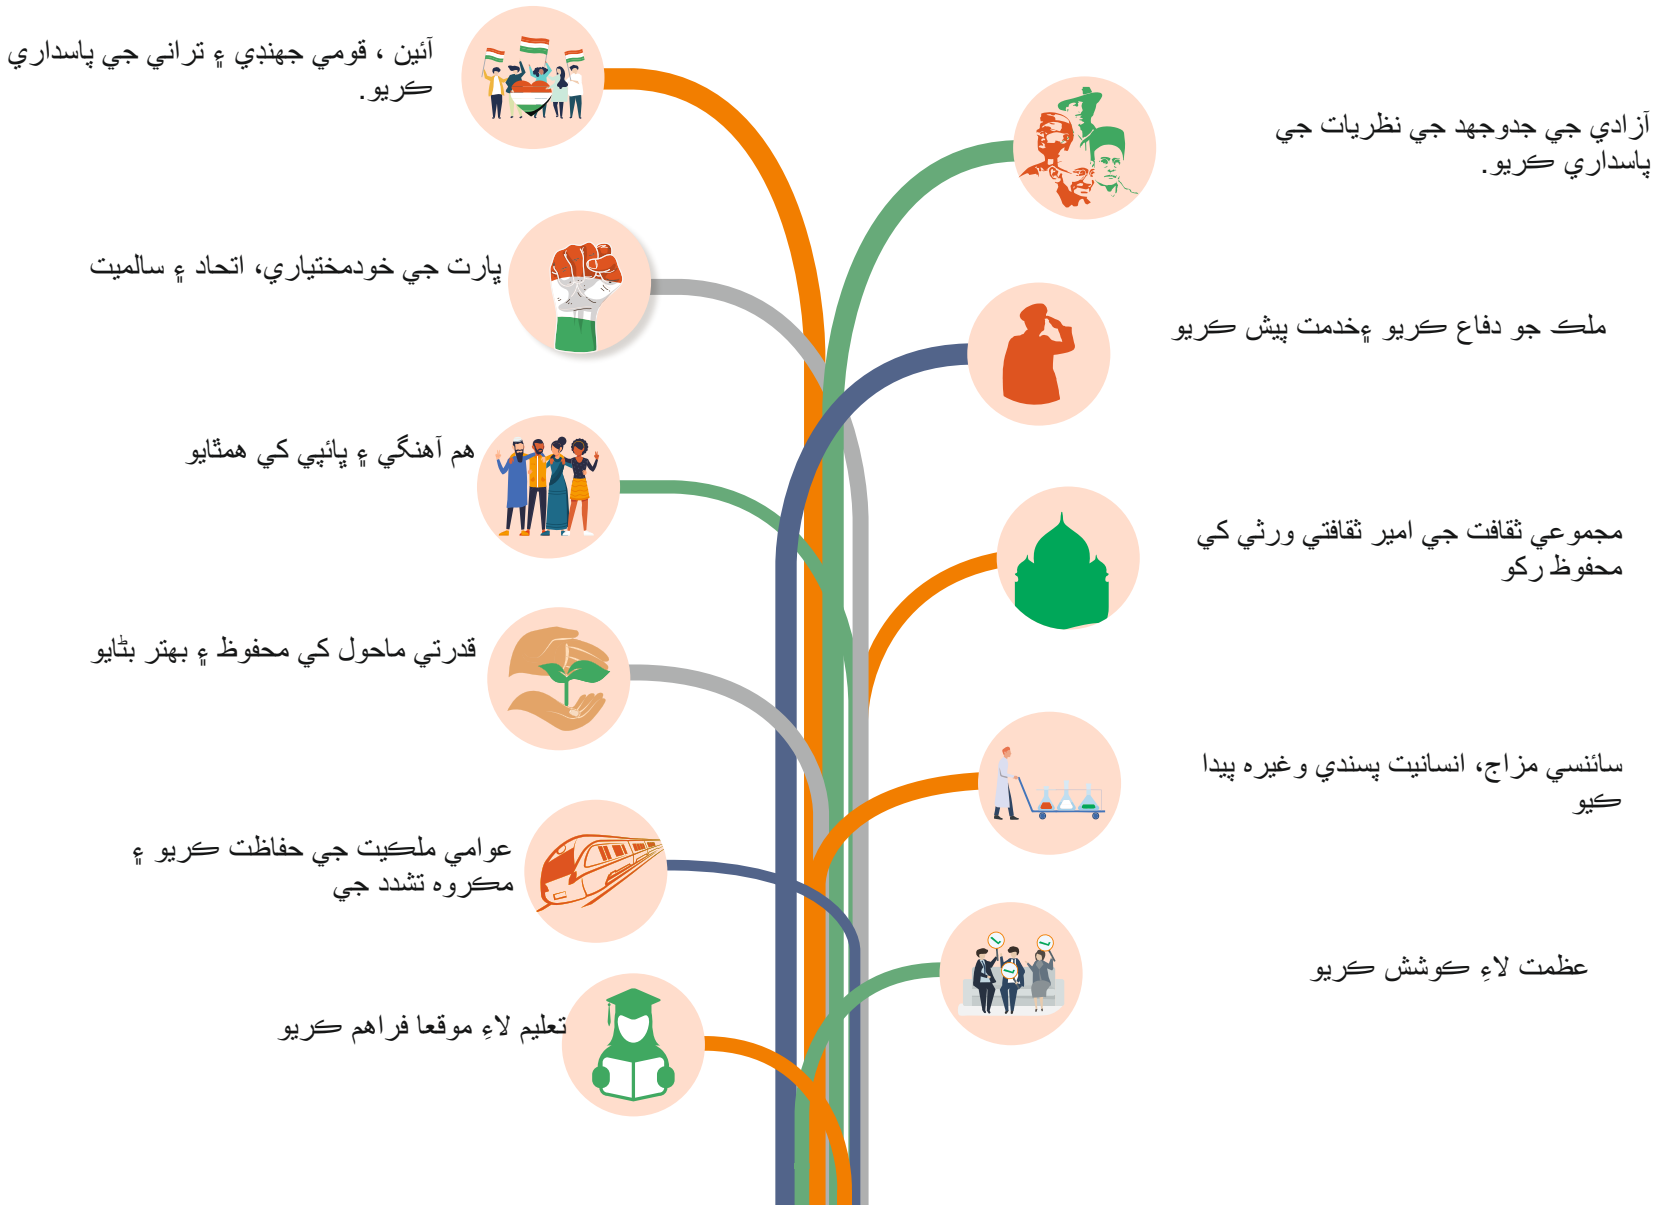 آئين ، قومي جهنڊي ۽ تراني جي پاسداري
ڪريو.
آزادي جي جدوجهد جي نظريات جي
پاسداري ڪريو.
ڀارت جي خودمختياري، اتحاد ۽ سالميت
ملڪ جو دفاع ڪريو ۽خدمت پيش ڪريو
هم آهنگي ۽ ڀائپي کي همٿايو
مجموعي ثقافت جي امير ثقافتي ورثي کي
محفوظ رکو
قدرتي ماحول کي محفوظ ۽ بهتر بڻايو
سائنسي مزاج، انسانيت پسندي وغيره پيدا
ڪيو
عوامي ملڪيت جي حفاظت ڪريو ۽
مڪروه تشدد جي
عظمت لاءِ ڪوشش ڪريو
تعليم لاءِ موقعا فراهم ڪريو